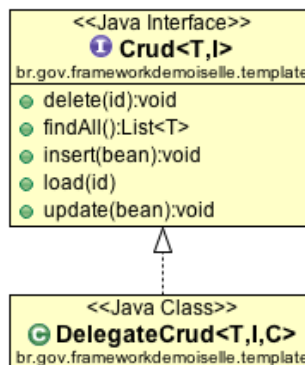 <<Java Interface>>
I Crud<T,I>
br.gov.frameworkdemoiselle.template
delete(id):void
findAll():List<T>
insert(bean):void
load(id)
update(bean):void
<<Java Class>>
C DelegateCrud<T,I,C>
br.gov.frameworkdemoiselle.template